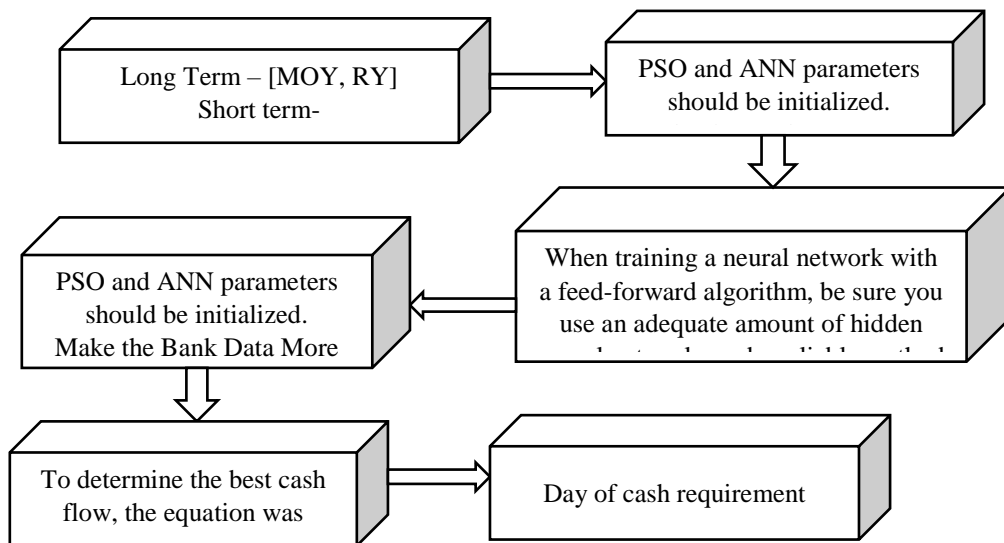 Long Term – [MOY, RY]
Short term-
PSO and ANN parameters
should be initialized.
When training a neural network with
a feed-forward algorithm, be sure you
use an adequate amount of hidden
PSO and ANN parameters
should be initialized.
Make the Bank Data More
To determine the best cash
flow, the equation was
Day of cash requirement